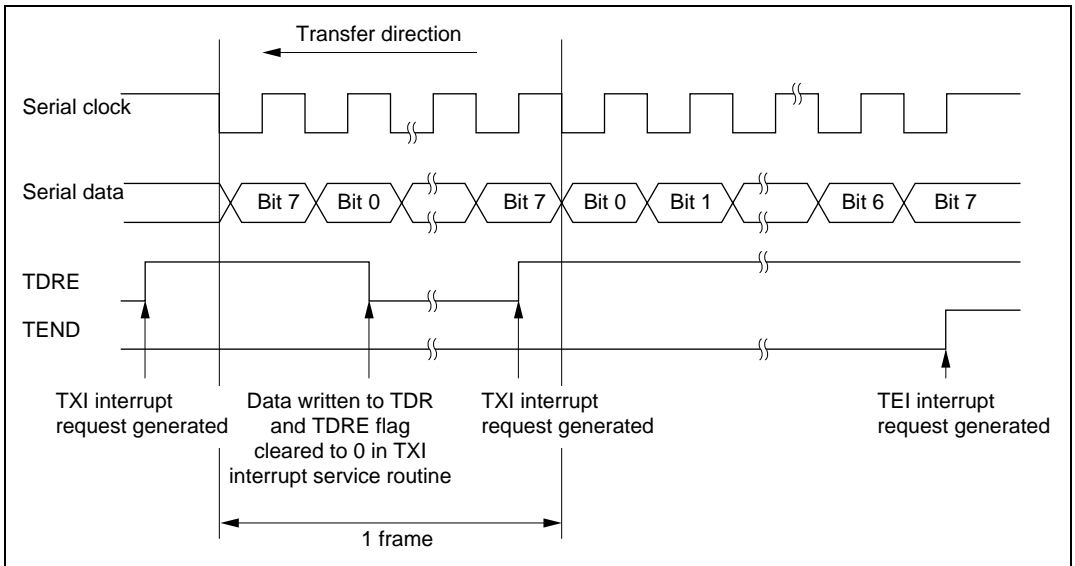 Transfer direction
Serial clock
Serial data
Bit 7
Bit 0
Bit 7
Bit 0
Bit 1
Bit 6
Bit 7
TDRE
TEND
TXI interrupt
request generated
Data written to TDR
and TDRE flag
cleared to 0 in TXI
interrupt service routine
TXI interrupt
request generated
TEI interrupt
request generated
1 frame